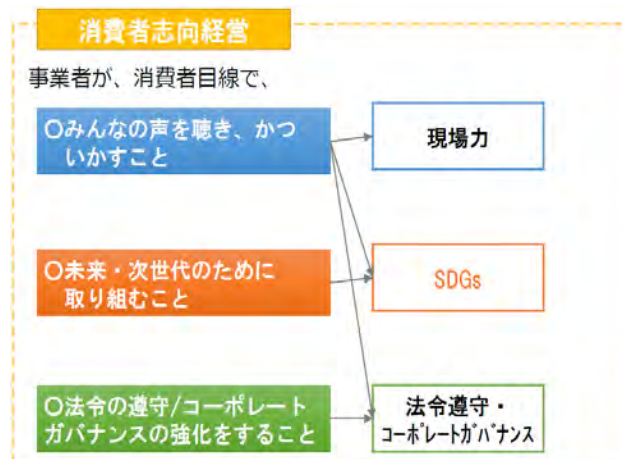 消費者志向経営
事業者が、消費者目線で、
〇みんなの声を聴き、かつ
いかすこと
現場力
〇未来・次世代のために
取り組むこと
SDGs
〇法令の遵守/コーポレート
ガバナンスの強化をすること
法令遵守・
ｺｰﾎﾟﾚｰﾄｶﾞﾊﾞﾅﾝｽ